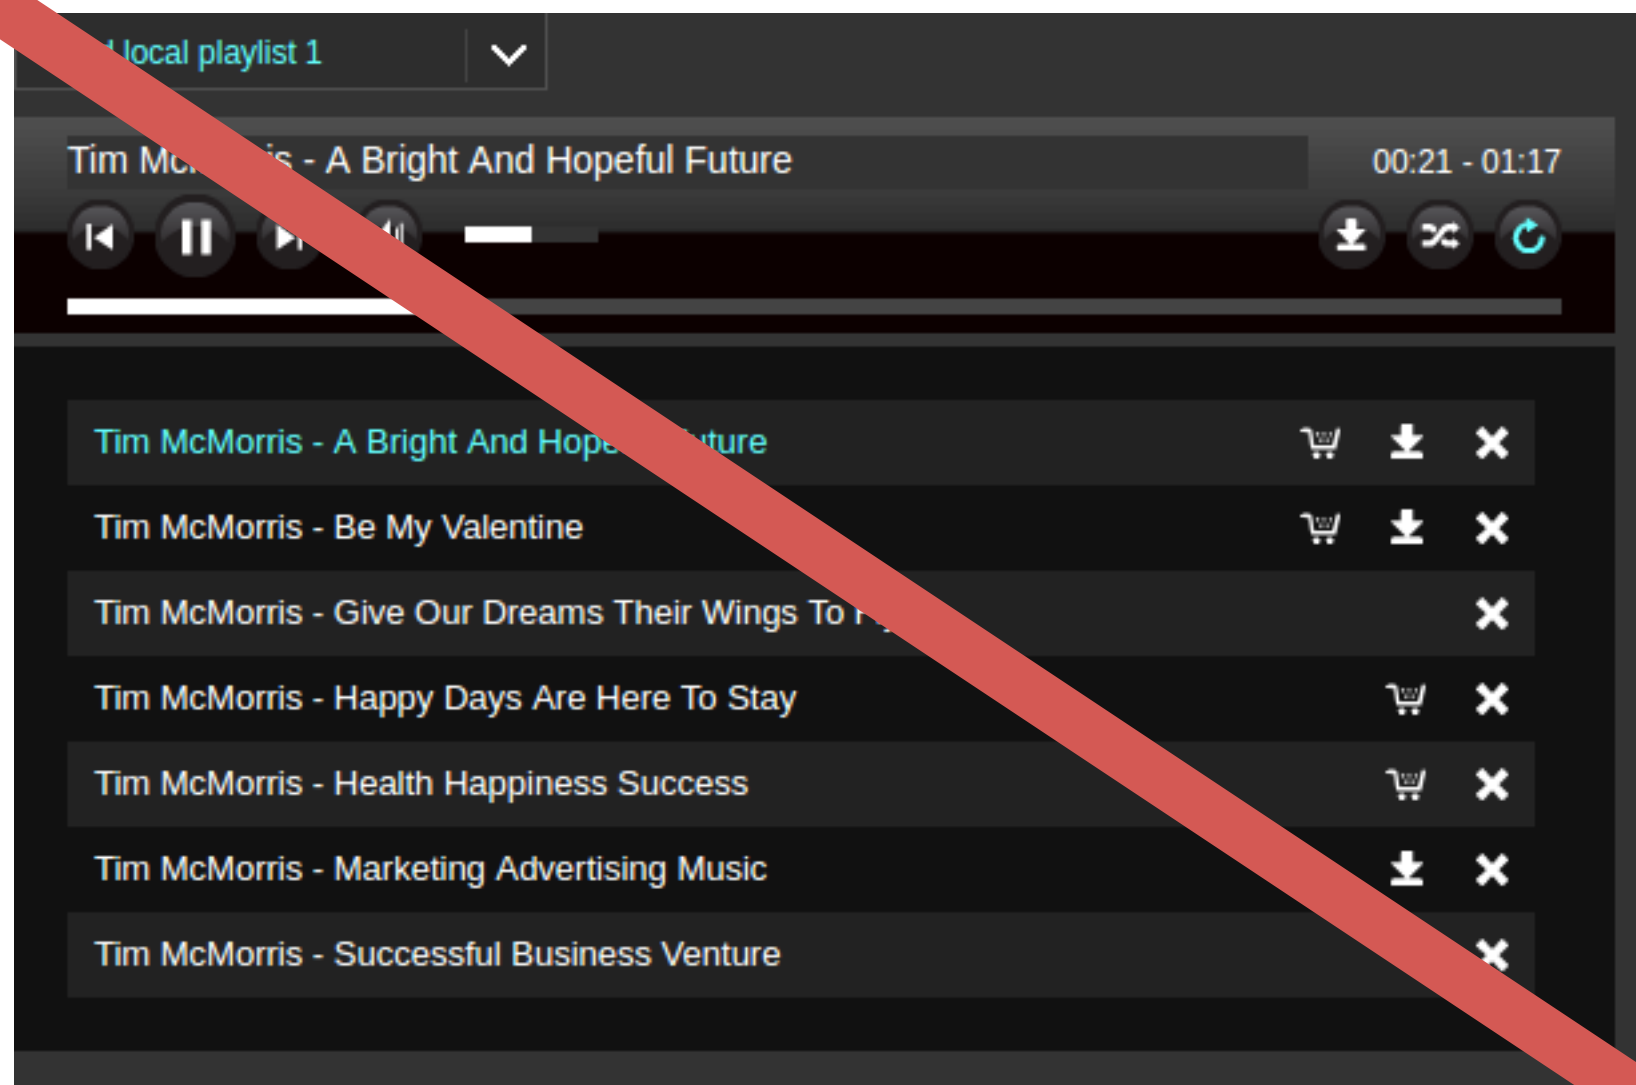 local playlist 1
Tim - A Bright And Hopeful Future
00:21 - 01:17
Tim McMorris - A Bright And Future
Tim McMorris - Be My Valentine
Tim McMorris - Give Our Dreams Their Wings To
Tim McMorris - Happy Days Are Here To Stay
Tim McMorris - Health Happiness Success
Tim McMorris - Marketing Advertising Music
Tim McMorris - Successful Business Venture